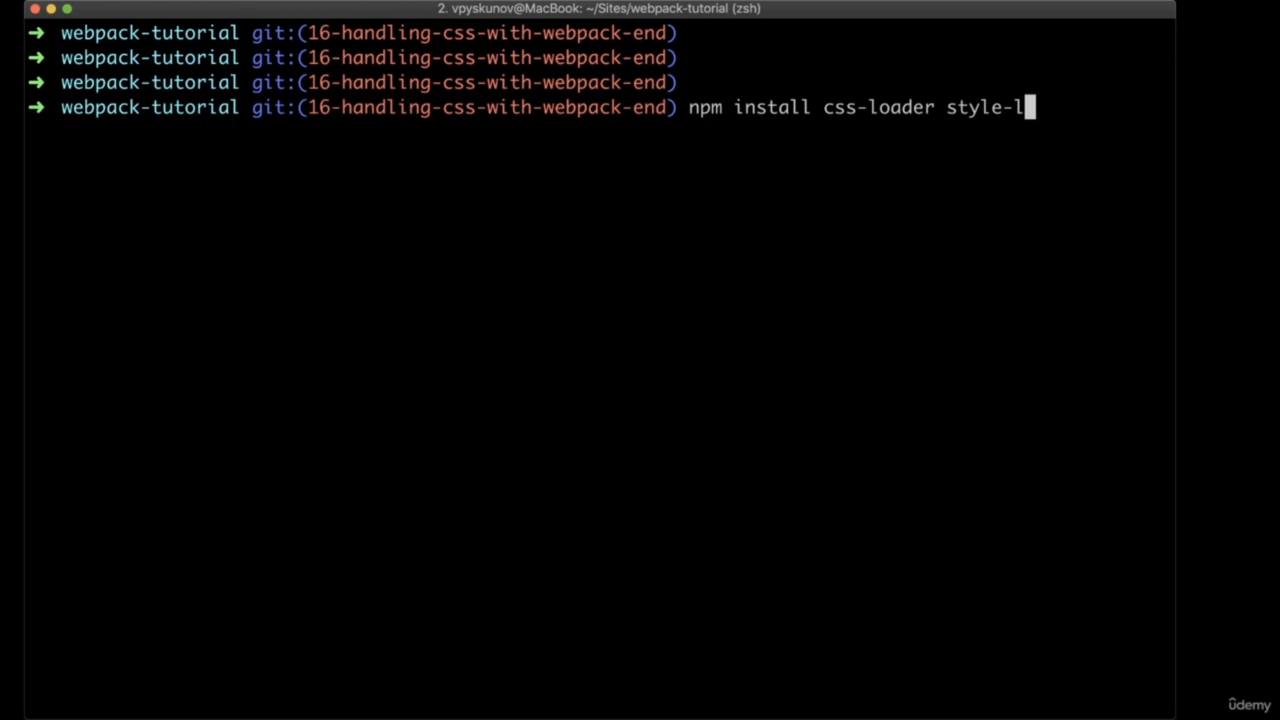 2. vpyskunov@MacBook: ~/Sites/webpack-tutorial (zsh)
➜ webpack-tutorial git:(16-handling-css-with-webpack-end)
➜ webpack-tutorial git:(16-handling-css-with-webpack-end)
➜ webpack-tutorial git:(16-handling-css-with-webpack-end)
➜ webpack-tutorial git:(16-handling-css-with-webpack-end) npm install css-loader style-l
ûdemy